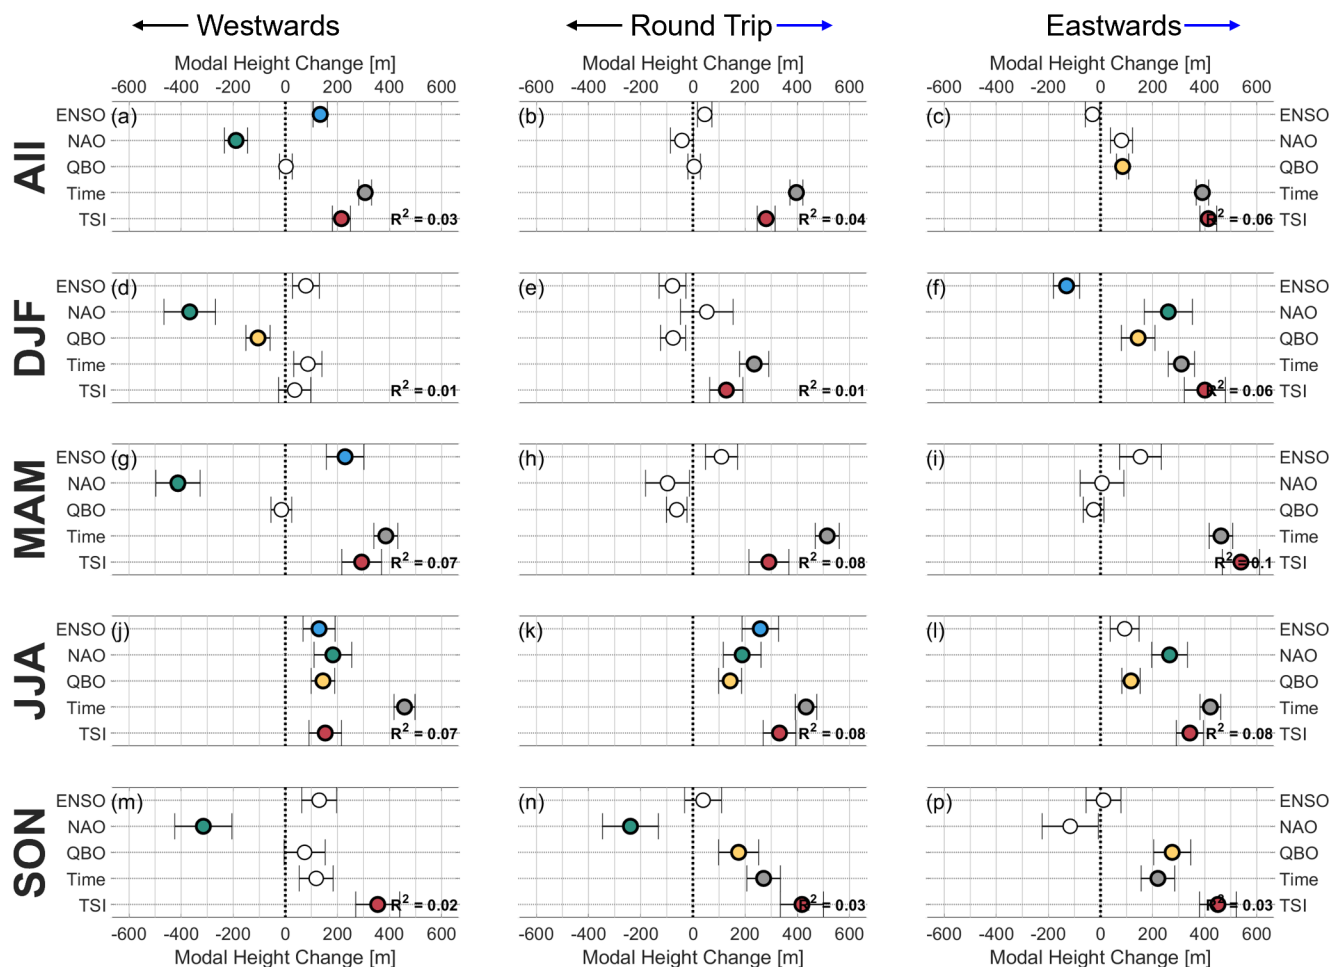 Westwards Round Trip Eastwards
Modal Height Change [m] Modal Height Change [m] Modal Height Change [m]
-600 -400 -200 0 200 400 600 -600 -400 -200 0 200 400 600 -600 -400 -200 0 200 400 600
All
ENSO (a) (b) (c) ENSO
NAO NAO
QBO QBO
Time Time
TSI R² = 0.03 R² = 0.04 R² = 0.06 TSI
DJF
ENSO (d) (e) (f) ENSO
NAO NAO
QBO QBO
Time Time
TSI R² = 0.01 R² = 0.01 R² = 0.06 TSI
MAM
ENSO (g) (h) (i) ENSO
NAO NAO
QBO QBO
Time Time
TSI R² = 0.07 R² = 0.08 R² = 0.1 TSI
JJA
ENSO (j) (k) (l) ENSO
NAO NAO
QBO QBO
Time Time
TSI R² = 0.07 R² = 0.08 R² = 0.08 TSI
SON
ENSO (m) (n) (p) ENSO
NAO NAO
QBO QBO
Time Time
TSI R² = 0.02 R² = 0.03 R² = 0.03 TSI
-600 -400 -200 0 200 400 600 -600 -400 -200 0 200 400 600 -600 -400 -200 0 200 400 600
Modal Height Change [m] Modal Height Change [m] Modal Height Change [m]